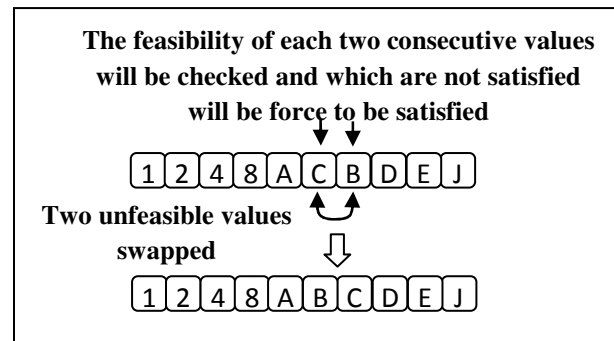 The feasibility of each two consecutive values
will be checked and which are not satisfied
will be force to be satisfied
1 2 4 8 A C B D E J
Two unfeasible values
swapped
1 2 4 8 A B C D E J